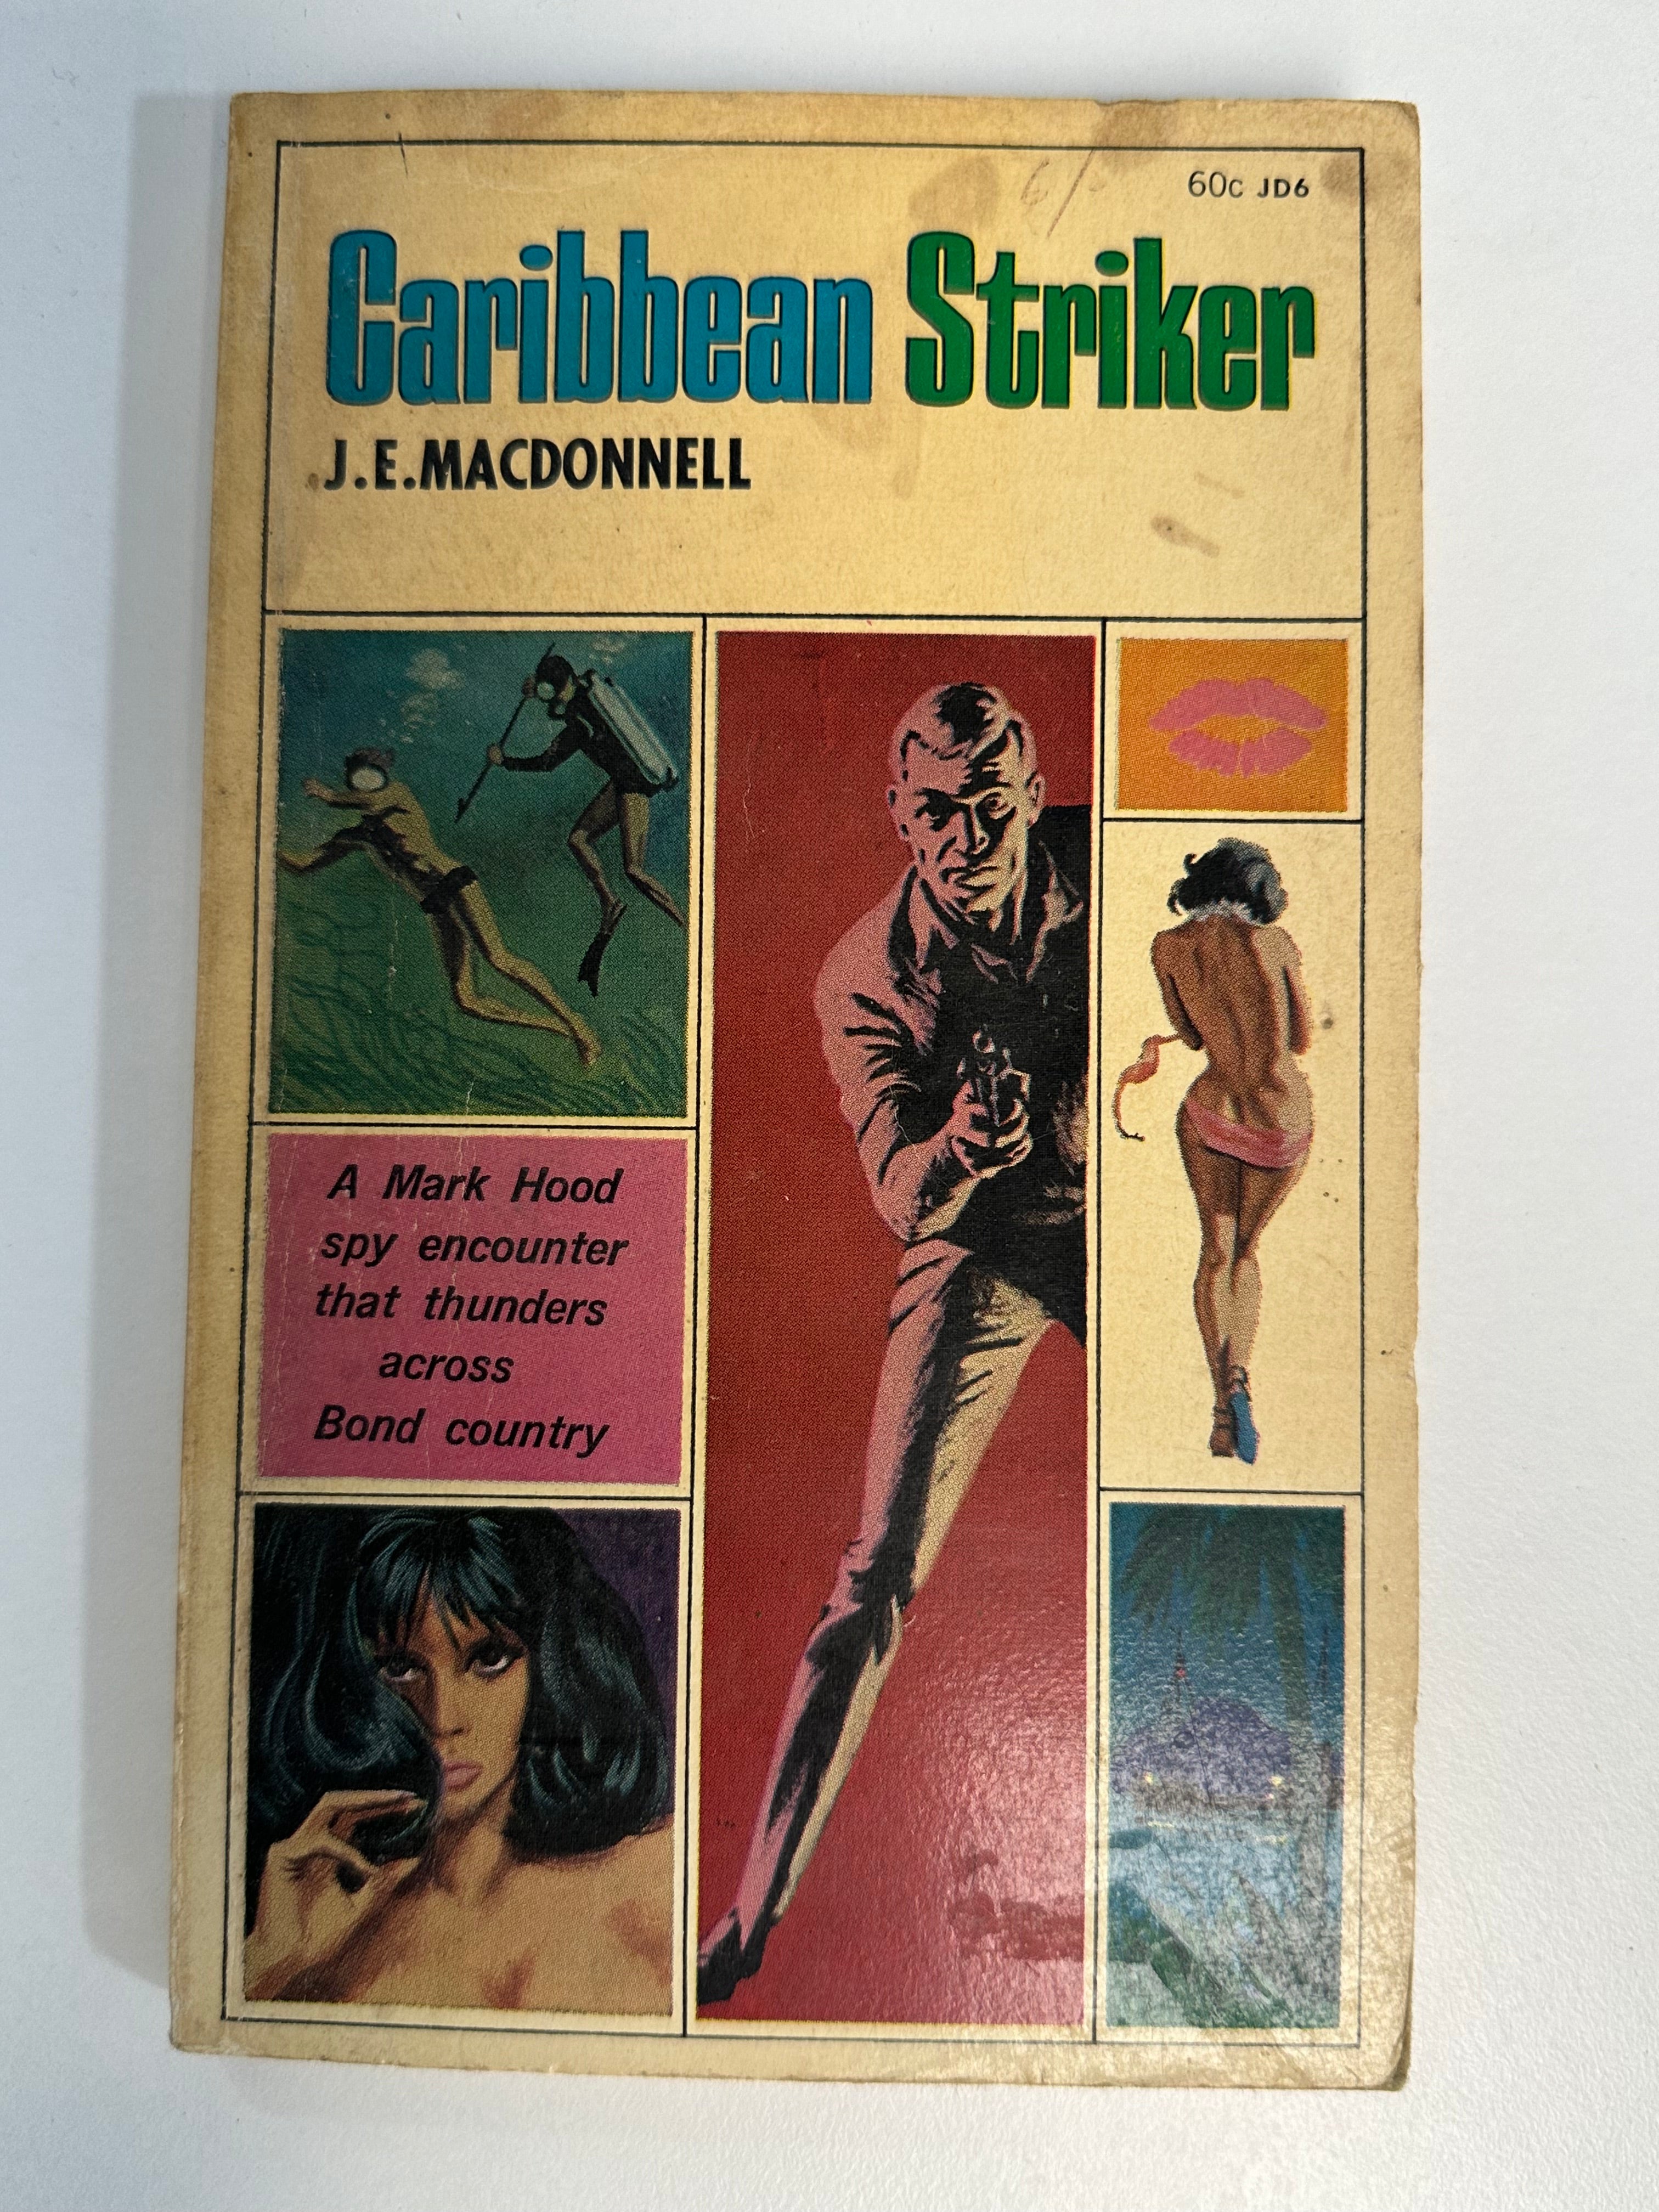 60c JD6
Caribbean Striker
J.E.MACDONNELL
A Mark Hood
spy encounter
that thunders
across
Bond country